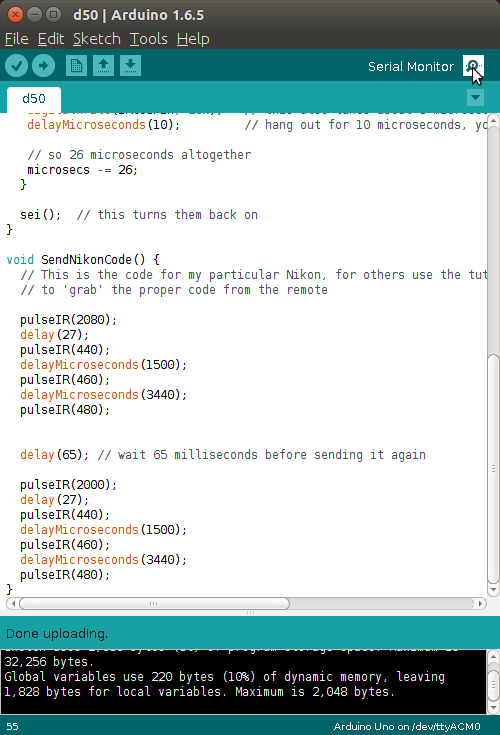 d50 | Arduino 1.6.5
File Edit Sketch Tools Help
Serial Monitor
d50
delayMicroseconds(10); // hang out for 10 microseconds,
// so 26 microseconds altogether
microsecs -= 26;
}
sei(); // this turns them back on
}
void SendNikonCode() {
// This is the code for my particular Nikon, for others use the tut
// to 'grab' the proper code from the remote
pulseIR(2080);
delay(27);
pulseIR(440);
delayMicroseconds(1500);
pulseIR(460);
delayMicroseconds(3440);
pulseIR(480);
delay(65); // wait 65 milliseconds before sending it again
pulseIR(2000);
delay(27);
pulseIR(440);
delayMicroseconds(1500);
pulseIR(460);
delayMicroseconds(3440);
pulseIR(480);
}
Done uploading.
32,256 bytes.
Global variables use 220 bytes (10%) of dynamic memory, leaving
1,828 bytes for local variables. Maximum is 2,048 bytes.
55
Arduino Uno on /dev/ttyACM0